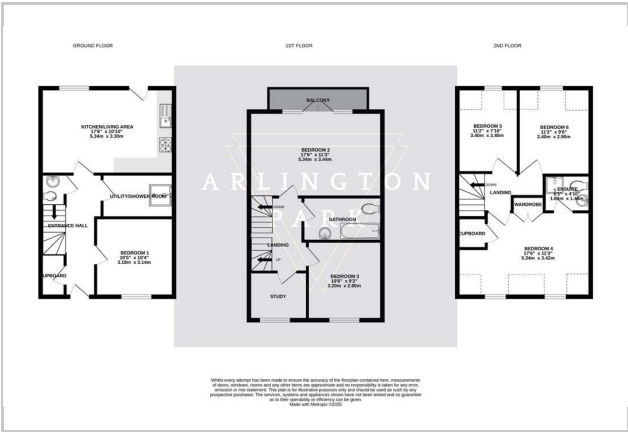 GROUND FLOOR
1ST FLOOR
2ND FLOOR
KITCHEN/LIVING AREA
17'6" x 10'10"
5.34m x 3.30m
UTILITY/SHOWER ROOM
ENTRANCE HALL
BEDROOM 1
10'5" x 10'4"
3.18m x 3.14m
UPBOARD
BALCONY
BEDROOM 2
17'6" x 11'3"
5.34m x 3.44m
ARLINGTON
PARK
DOWN
BATHROOM
LANDING
UP
BEDROOM 3
10'6" x 9'2"
3.20m x 2.80m
STUDY
BEDROOM 5
11'2" x 7'10"
3.40m x 2.40m
BEDROOM 6
11'2" x 9'6"
3.40m x 2.90m
DOWN
LANDING
ENSUITE
WARDROBE
CUPBOARD
BEDROOM 4
17'6" x 11'3"
5.34m x 3.42m
Whilst every attempt has been made to ensure the accuracy of the floorplan contained here, measurements
of doors, windows, rooms and any other items are approximate and no responsibility is taken for any error,
omission or mis-statement. This plan is for illustrative purposes only and should be used as such by any
prospective purchaser. The services, systems and appliances shown have not been tested and no guarantee
as to their operability or efficiency can be given.
Made with Metropix ©2025